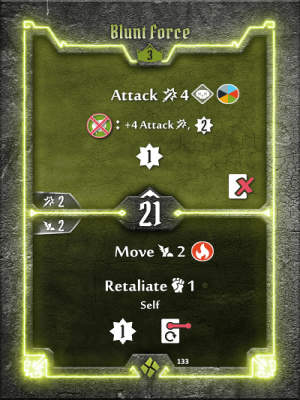 Blunt Force
3
Attack 4
: +4 Attack , 2
1
2
21
2
Move 2
Retaliate 1
Self
1
133